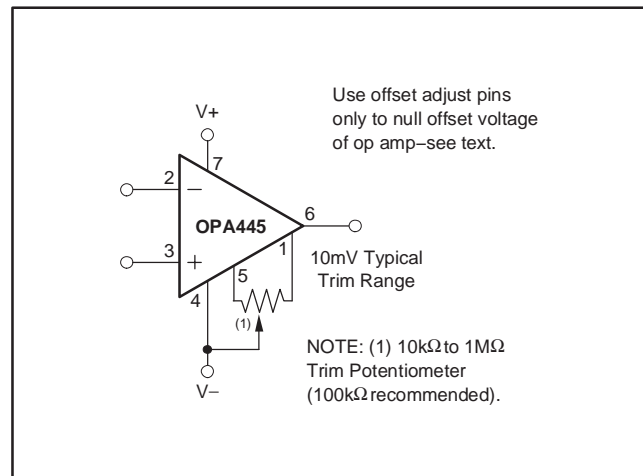 Use offset adjust pins
only to null offset voltage
of op amp–see text.
V+
7
2
−
OPA445
6
3
+
1
5
4
10mV Typical
Trim Range
(1)
NOTE: (1) 10kΩ to 1MΩ
Trim Potentiometer
(100kΩ recommended).
V−